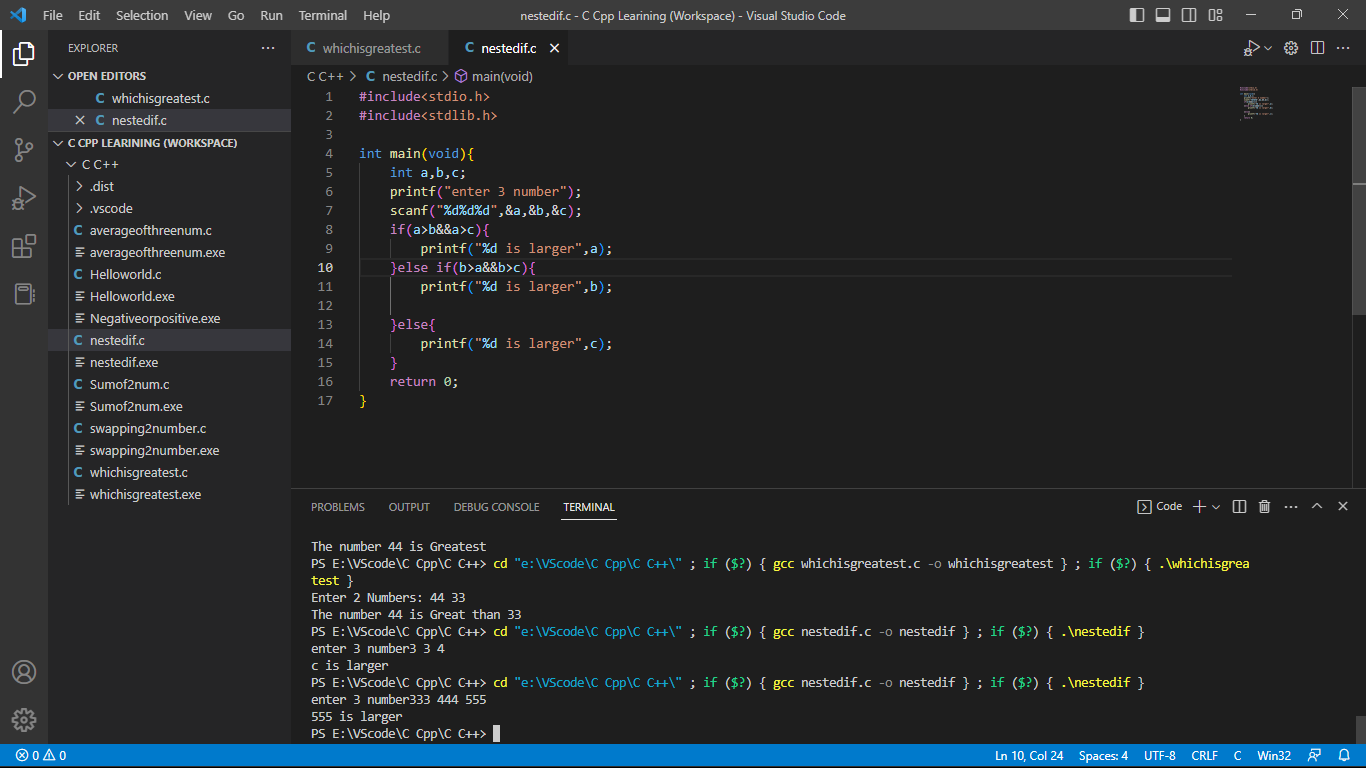 File Edit Selection View Go Run Terminal Help
nestedif.c - C Cpp Learining (Workspace) - Visual Studio Code
EXPLORER
OPEN EDITORS
whichisgreatest.c
nestedif.c
C CPP LEARINING (WORKSPACE)
C C++
.dist
.vscode
averageofthreenum.c
averageofthreenum.exe
Helloworld.c
Helloworld.exe
Negativeorpositive.exe
nestedif.c
nestedif.exe
Sumof2num.c
Sumof2num.exe
swapping2number.c
swapping2number.exe
whichisgreatest.c
whichisgreatest.exe
C whichisgreatest.c C nestedif.c
C C++ > C nestedif.c > main(void)
1 #include<stdio.h>
2 #include<stdlib.h>
3
4 int main(void){
5 int a,b,c;
6 printf("enter 3 number");
7 scanf("%d%d%d",&a,&b,&c);
8 if(a>b&&a>c){
9 printf("%d is larger",a);
10 }else if(b>a&&b>c){
11 printf("%d is larger",b);
12
13 }else{
14 printf("%d is larger",c);
15 }
16 return 0;
17 }
PROBLEMS OUTPUT DEBUG CONSOLE TERMINAL
Code
The number 44 is Greatest
PS E:\VScode\C Cpp\C C++> cd "e:\VScode\C Cpp\C C++\" ; if ($?) { gcc whichisgreatest.c -o whichisgreatest } ; if ($?) { .\whichisgrea
test }
Enter 2 Numbers: 44 33
The number 44 is Great than 33
PS E:\VScode\C Cpp\C C++> cd "e:\VScode\C Cpp\C C++\" ; if ($?) { gcc nestedif.c -o nestedif } ; if ($?) { .\nestedif }
enter 3 number3 3 4
c is larger
PS E:\VScode\C Cpp\C C++> cd "e:\VScode\C Cpp\C C++\" ; if ($?) { gcc nestedif.c -o nestedif } ; if ($?) { .\nestedif }
enter 3 number333 444 555
555 is larger
PS E:\VScode\C Cpp\C C++>
0 0 Ln 10, Col 24 Spaces: 4 UTF-8 CRLF C Win32